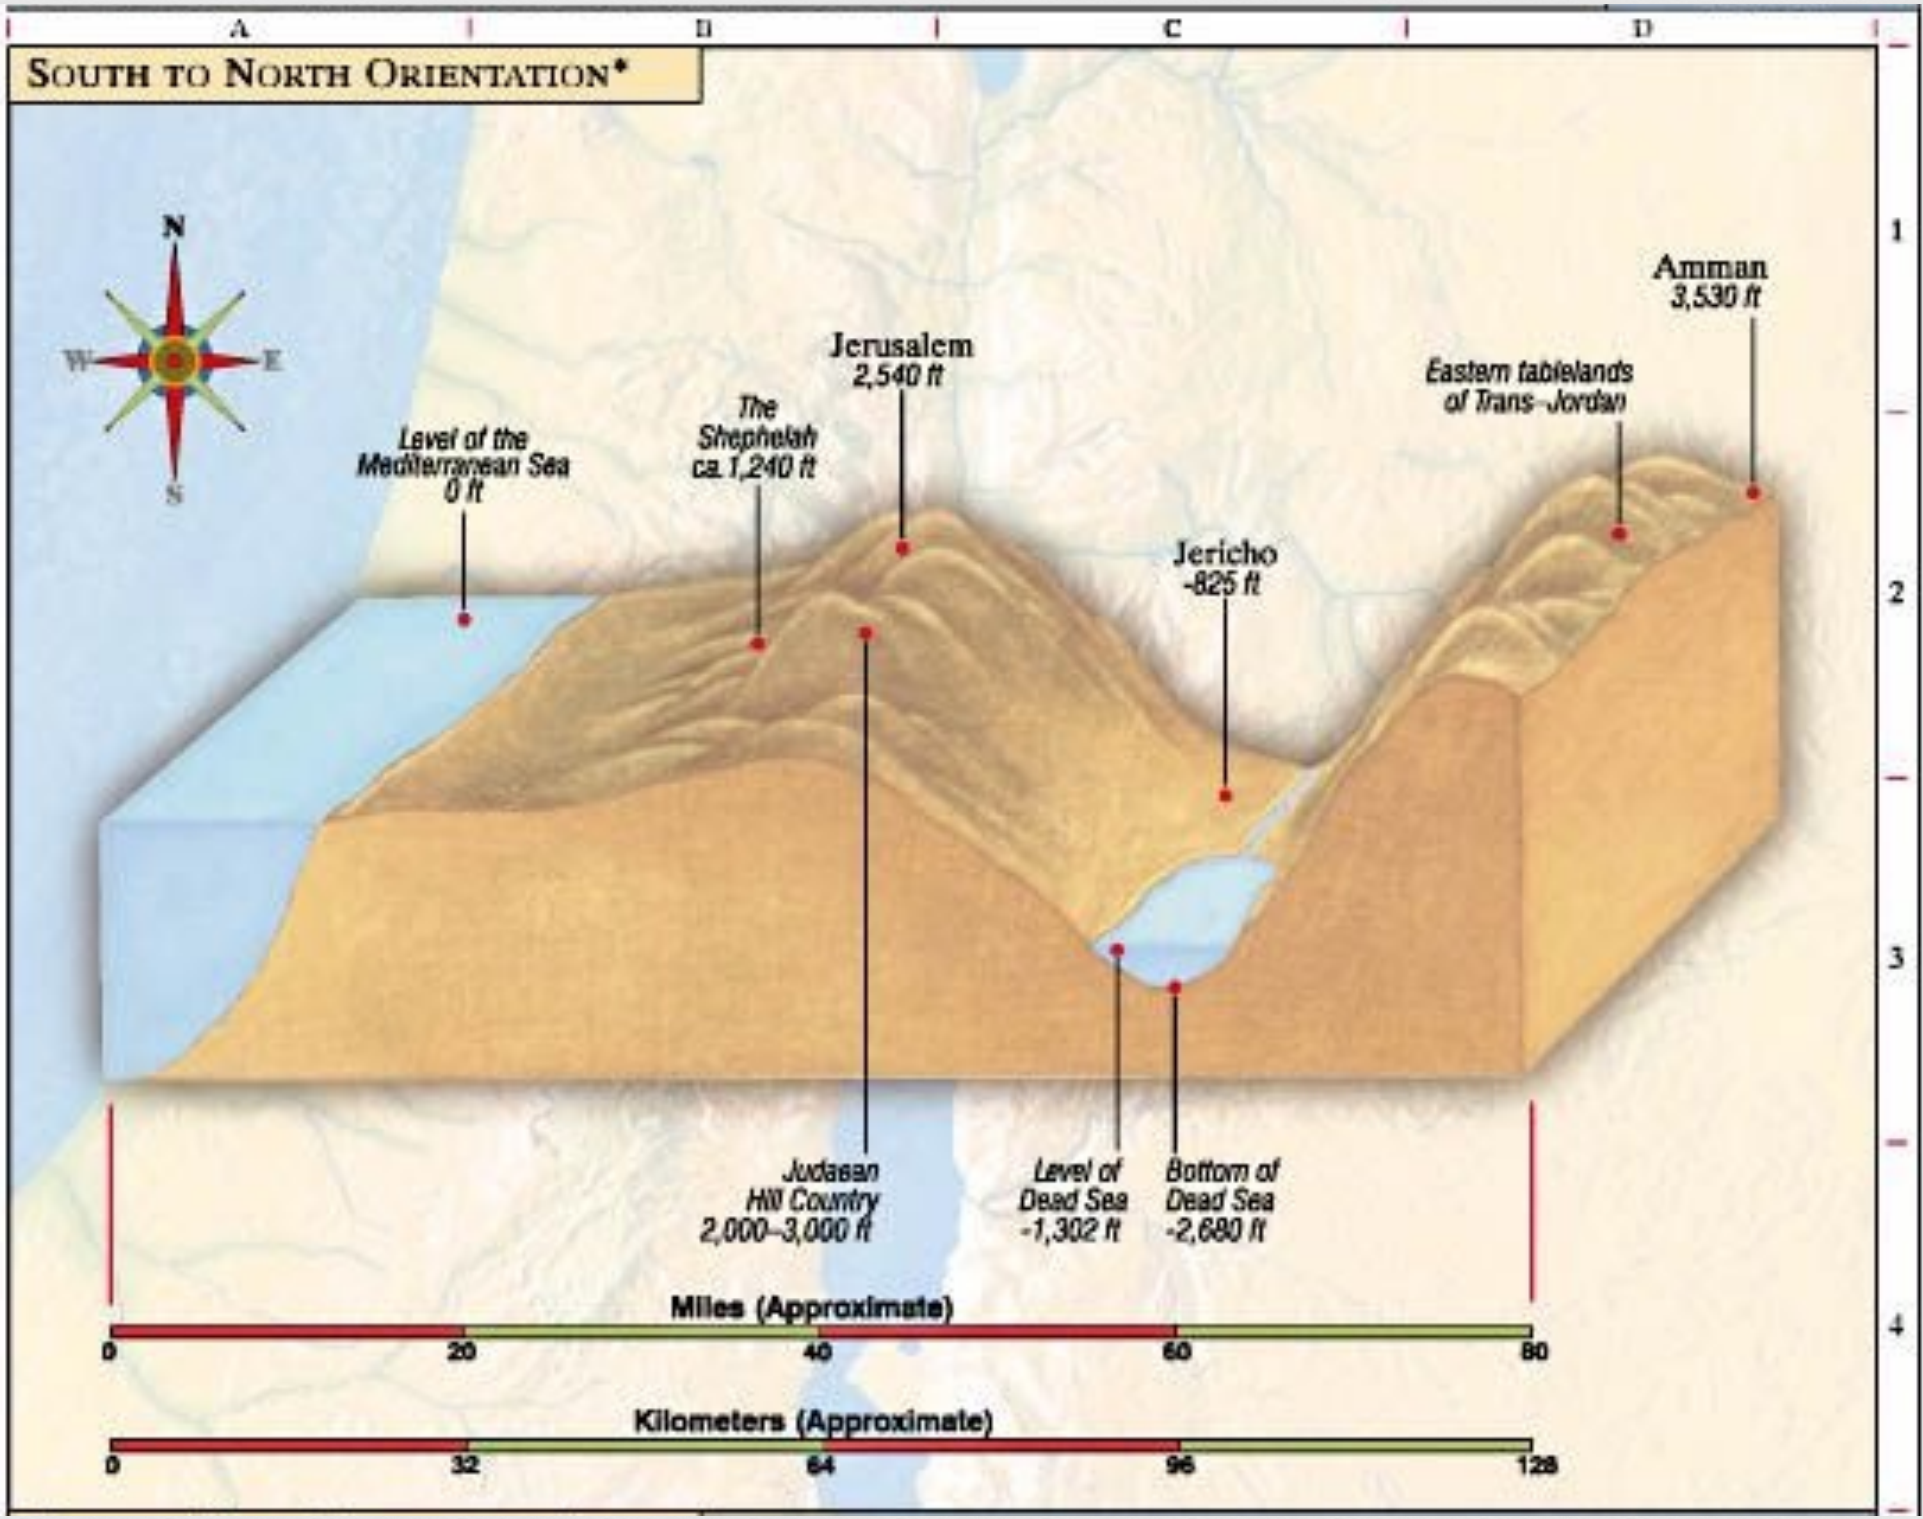 A B C D
SOUTH TO NORTH ORIENTATION*
N
W E
S
1
2
3
4
Amman
3,530 ft
Jerusalem
2,540 ft
Eastern tablelands
of Trans-Jordan
The
Shephelah
ca. 1,240 ft
Level of the
Mediterranean Sea
0 ft
Jericho
-825 ft
Judaean
Hill Country
2,000–3,000 ft
Level of
Dead Sea
-1,302 ft
Bottom of
Dead Sea
-2,680 ft
Miles (Approximate)
0 20 40 60 80
Kilometers (Approximate)
0 32 64 96 128